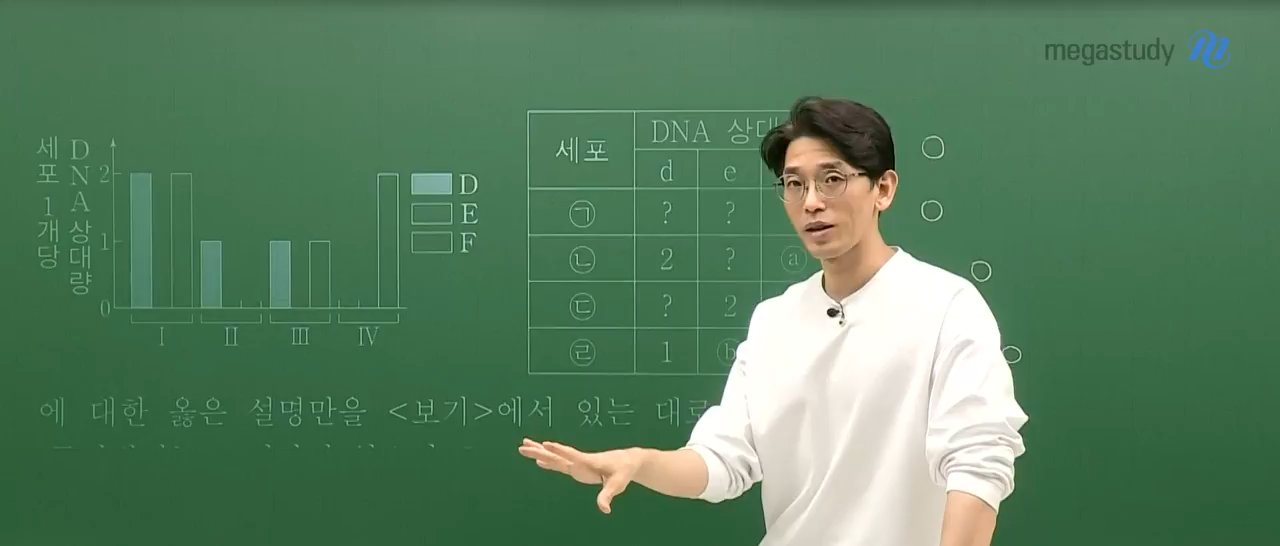 megastudy
세포 1개당
DNA 상대량
2
1
0
I II III IV
D
E
F
세포 DNA 상대
d e
㉠ ? ?
㉡ 2 ? ⓐ
㉢ ? 2
㉣ 1 ⓑ
에 대한 옳은 설명만을 <보기>에서 있는 대로